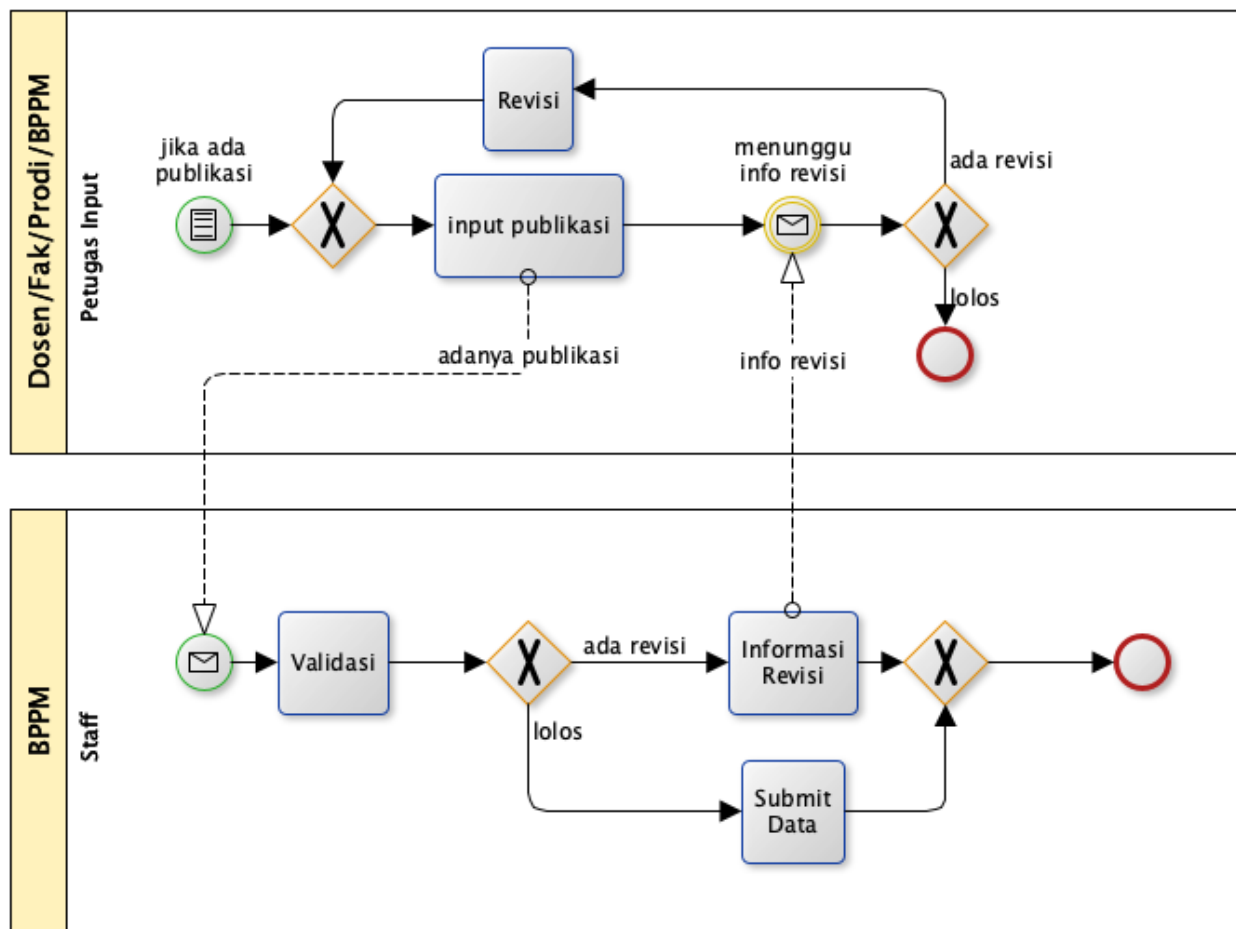 Dosen/Fak/Prodi/BPPM
Petugas Input
jika ada
publikasi
Revisi
input publikasi
menunggu
info revisi
ada revisi
lolos
adanya publikasi
info revisi
BPPM
Staff
Validasi
ada revisi
lolos
Informasi
Revisi
Submit
Data